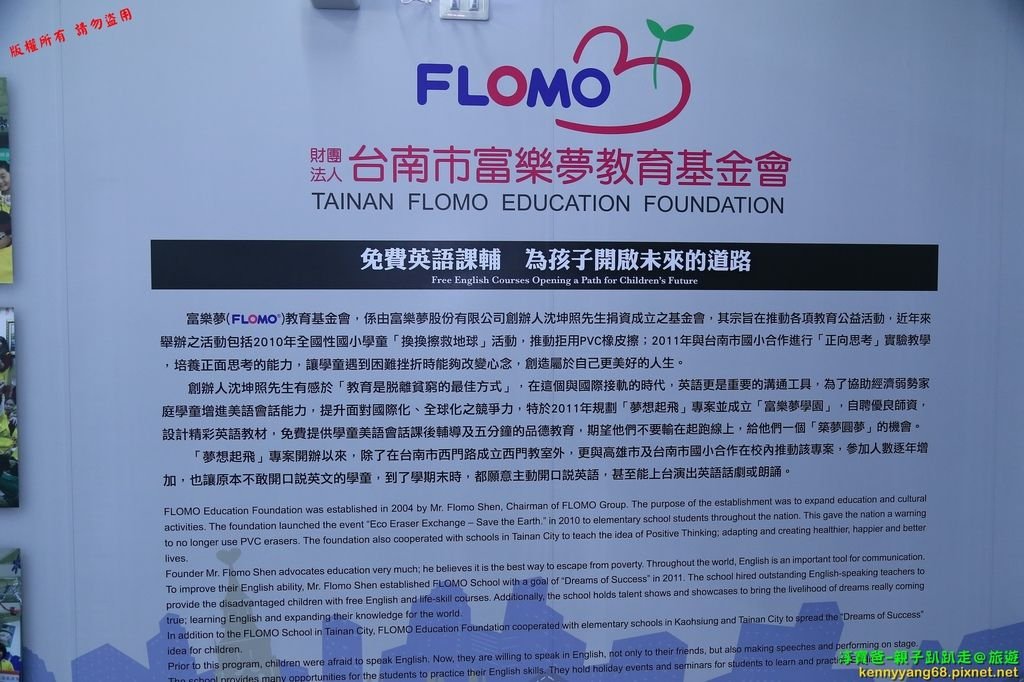 版權所有 請勿盜用
FLOMO
財團法人 台南市富樂夢教育基金會
TAINAN FLOMO EDUCATION FOUNDATION
免費英語課輔 為孩子開啟未來的道路
Free English Courses Opening a Path for Children's Future
富樂夢(FLOMO®)教育基金會，係由富樂夢股份有限公司創辦人沈坤照先生捐資成立之基金會，其宗旨在推動各項教育公益活動，近年來
舉辦之活動包括2010年全國性國小學童「換換擦救地球」活動，推動拒用PVC橡皮擦；2011年與台南市國小合作進行「正向思考」實驗教學
，培養正面思考的能力，讓學童遇到困難挫折時能夠改變心念，創造屬於自己更美好的人生。
創辦人沈坤照先生有感於「教育是脫離貧窮的最佳方式」，在這個與國際接軌的時代，英語更是重要的溝通工具，為了協助經濟弱勢家
庭學童增進美語會話能力，提升面對國際化、全球化之競爭力，特於2011年規劃「夢想起飛」專案並成立「富樂夢學園」，自聘優良師資，
設計精彩英語教材，免費提供學童美語會話課後輔導及五分鐘的品德教育，期望他們不要輸在起跑線上，給他們一個「築夢圓夢」的機會。
「夢想起飛」專案開辦以來，除了在台南市西門路成立西門教室外，更與高雄市及台南市國小合作在校內推動該專案，參加人數逐年增
加，也讓原本不敢開口說英文的學童，到了學期末時，都願意主動開口說英語，甚至能上台演出英語話劇或朗誦。
FLOMO Education Foundation was established in 2004 by Mr. Flomo Shen, Chairman of FLOMO Group. The purpose of the establishment was to expand education and cultural
activities. The foundation launched the event “Eco Eraser Exchange – Save the Earth.” in 2010 to elementary school students throughout the nation. This gave the nation a warning
to no longer use PVC erasers. The foundation also cooperated with schools in Tainan City to teach the idea of Positive Thinking; adapting and creating healthier, happier and better
lives.
Founder Mr. Flomo Shen advocates education very much; he believes it is the best way to escape from poverty. Throughout the world, English is an important tool for communication.
To improve their English ability, Mr. Flomo Shen established FLOMO School with a goal of “Dreams of Success” in 2011. The school hired outstanding English-speaking teachers to
provide the disadvantaged children with free English and life-skill courses. Additionally, the school holds talent shows and showcases to bring the livelihood of dreams really coming
true; learning English and expanding their knowledge for the world.
In addition to the FLOMO School in Tainan City, FLOMO Education Foundation cooperated with elementary schools in Kaohsiung and Tainan City to spread the “Dreams of Success”
idea for children.
Prior to this program, children were afraid to speak English. Now, they are willing to speak in English, not only to their friends, but also making speeches and performing on stage.
The school provides many opportunities for the students to practice their English skills. They hold holiday events and seminars for students to learn and
寶爸-親子趴趴走@旅遊
kennyyang68.pixnet.net